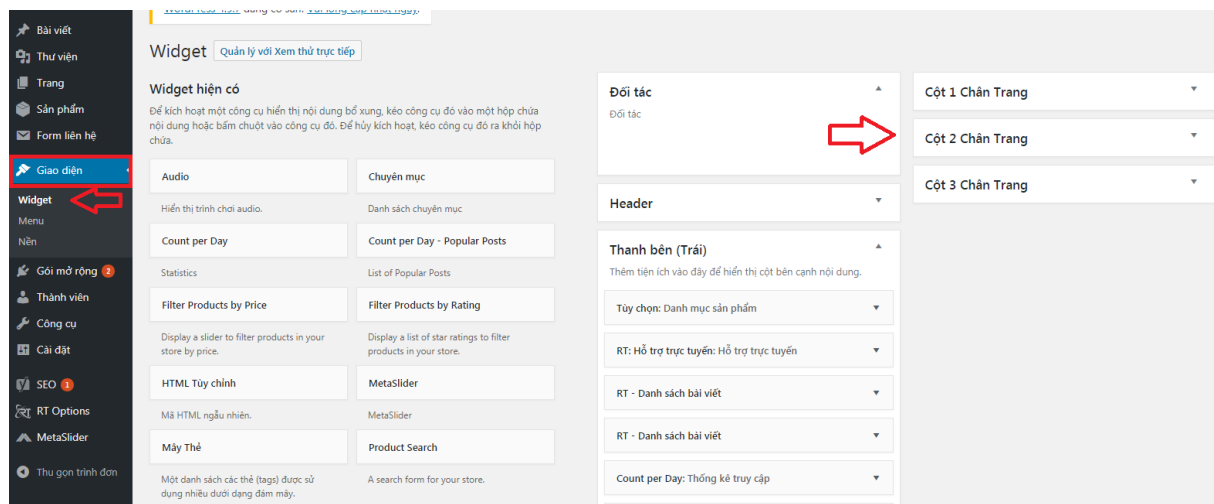 Bài viết
Thư viện
Trang
Sản phẩm
Form liên hệ
Giao diện
Widget
Menu
Nền
Gói mở rộng 2
Thành viên
Công cụ
Cài đặt
SEO 1
RT Options
MetaSlider
Thu gọn trình đơn
Widget Quản lý với Xem thử trực tiếp
Widget hiện có
Để kích hoạt một công cụ hiển thị nội dung bổ xung, kéo công cụ đó vào một hộp chứa
nội dung hoặc bấm chuột vào công cụ đó. Để hủy kích hoạt, kéo công cụ đó ra khỏi hộp
chứa.
Audio
Hiển thị trình chơi audio.
Chuyên mục
Danh sách chuyên mục
Count per Day
Statistics
Count per Day - Popular Posts
List of Popular Posts
Filter Products by Price
Display a slider to filter products in your
store by price.
Filter Products by Rating
Display a list of star ratings to filter
products in your store.
HTML Tùy chỉnh
Mã HTML ngẫu nhiên.
MetaSlider
MetaSlider
Mây Thẻ
Một danh sách các thẻ (tags) được sử
dụng nhiều dưới dạng đám mây.
Product Search
A search form for your store.
Đối tác
Đối tác
Header
Thanh bên (Trái)
Thêm tiện ích vào đây để hiển thị cột bên cạnh nội dung.
Tùy chọn: Danh mục sản phẩm
RT: Hỗ trợ trực tuyến: Hỗ trợ trực tuyến
RT - Danh sách bài viết
RT - Danh sách bài viết
Count per Day: Thống kê truy cập
Cột 1 Chân Trang
Cột 2 Chân Trang
Cột 3 Chân Trang